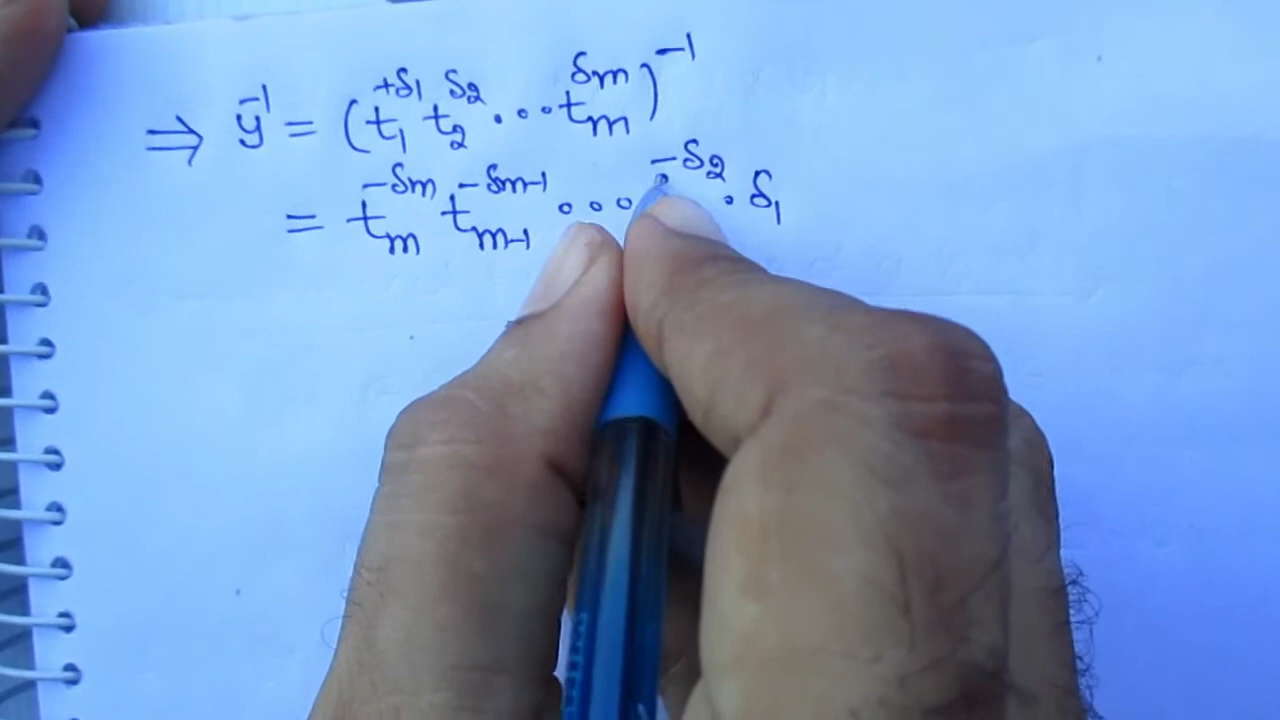 ⇒ y⁻¹ = (t₁^{+δ₁} t₂^{δ₂} ... t_m^{δ_m})⁻¹
= t_m^{-δ_m} t_{m-1}^{-δ_{m-1}} ... ^{-δ₂} . δ₁